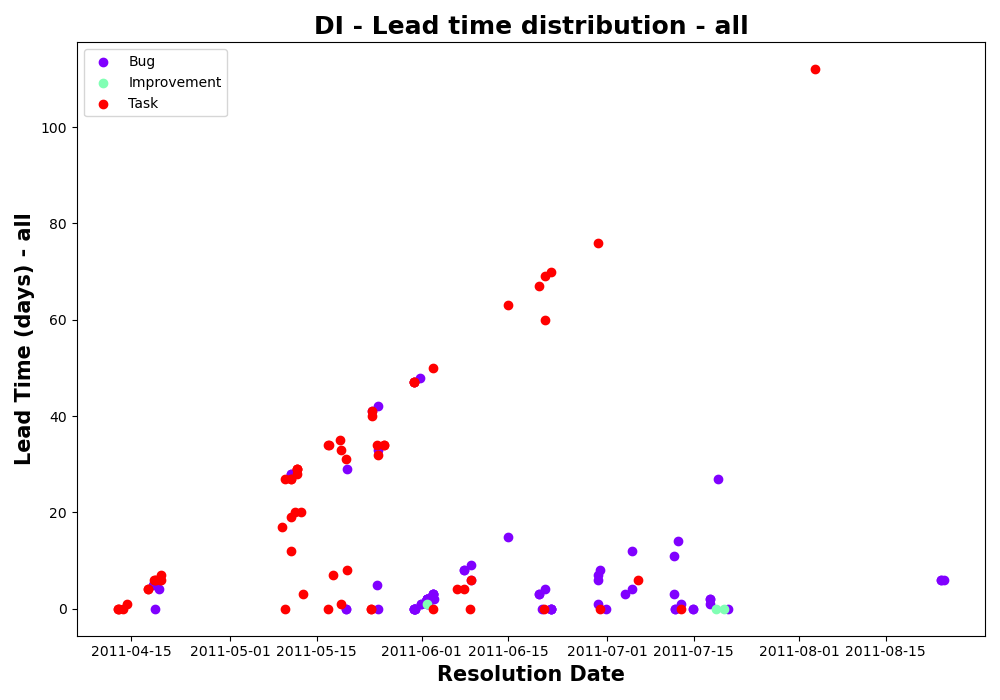 DI - Lead time distribution - all
Bug
Improvement
Task
Lead Time (days) - all
100
80
60
40
20
0
2011-04-15 2011-05-01 2011-05-15 2011-06-01 2011-06-15 2011-07-01 2011-07-15 2011-08-01 2011-08-15
Resolution Date